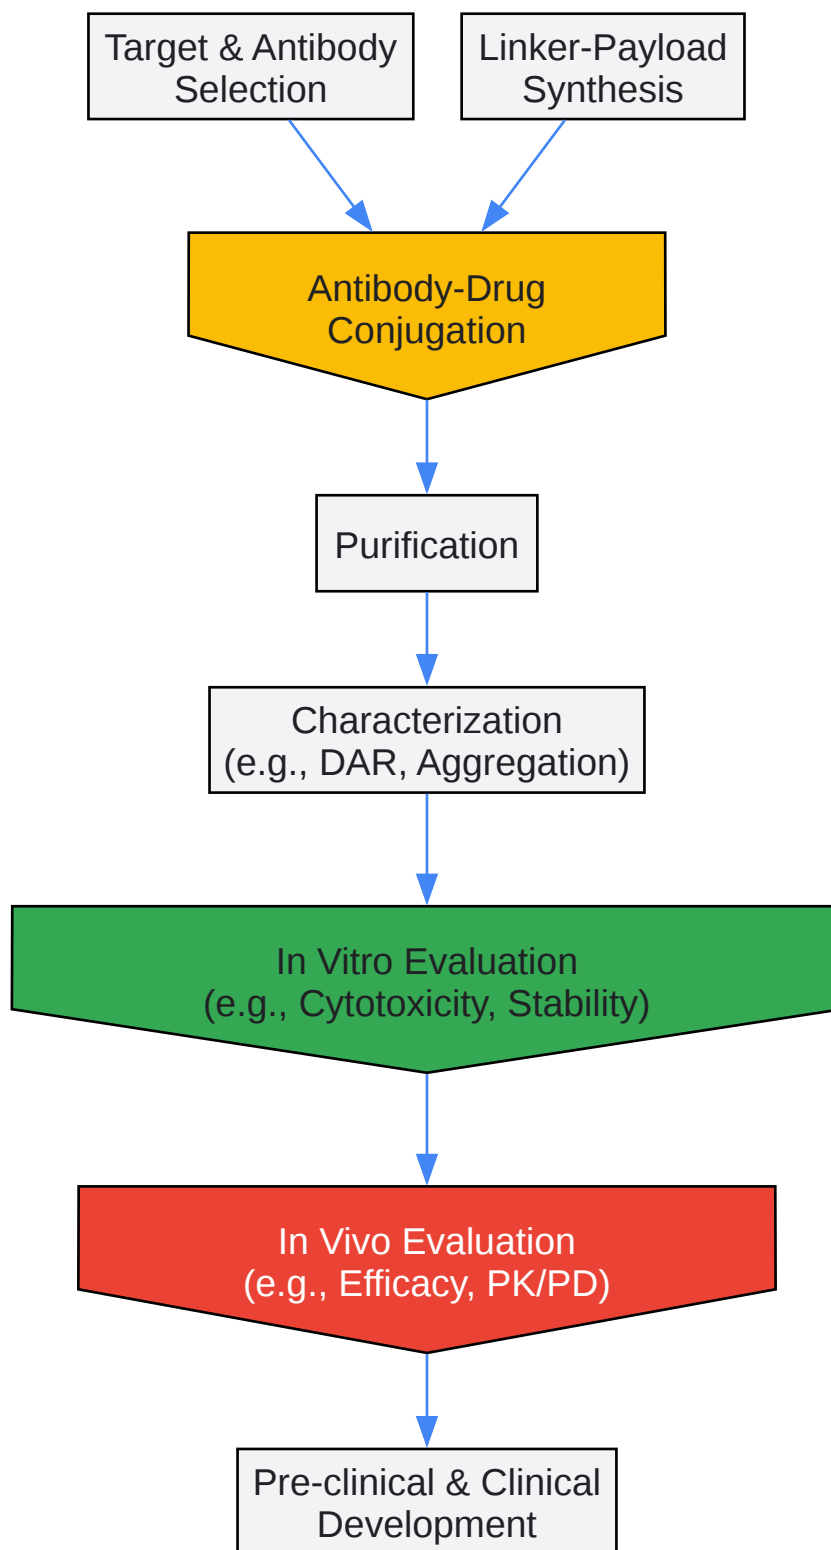 Target & Antibody
Selection
Linker-Payload
Synthesis
Antibody-Drug
Conjugation
Purification
Characterization
(e.g., DAR, Aggregation)
In Vitro Evaluation
(e.g., Cytotoxicity, Stability)
In Vivo Evaluation
(e.g., Efficacy, PK/PD)
Pre-clinical & Clinical
Development